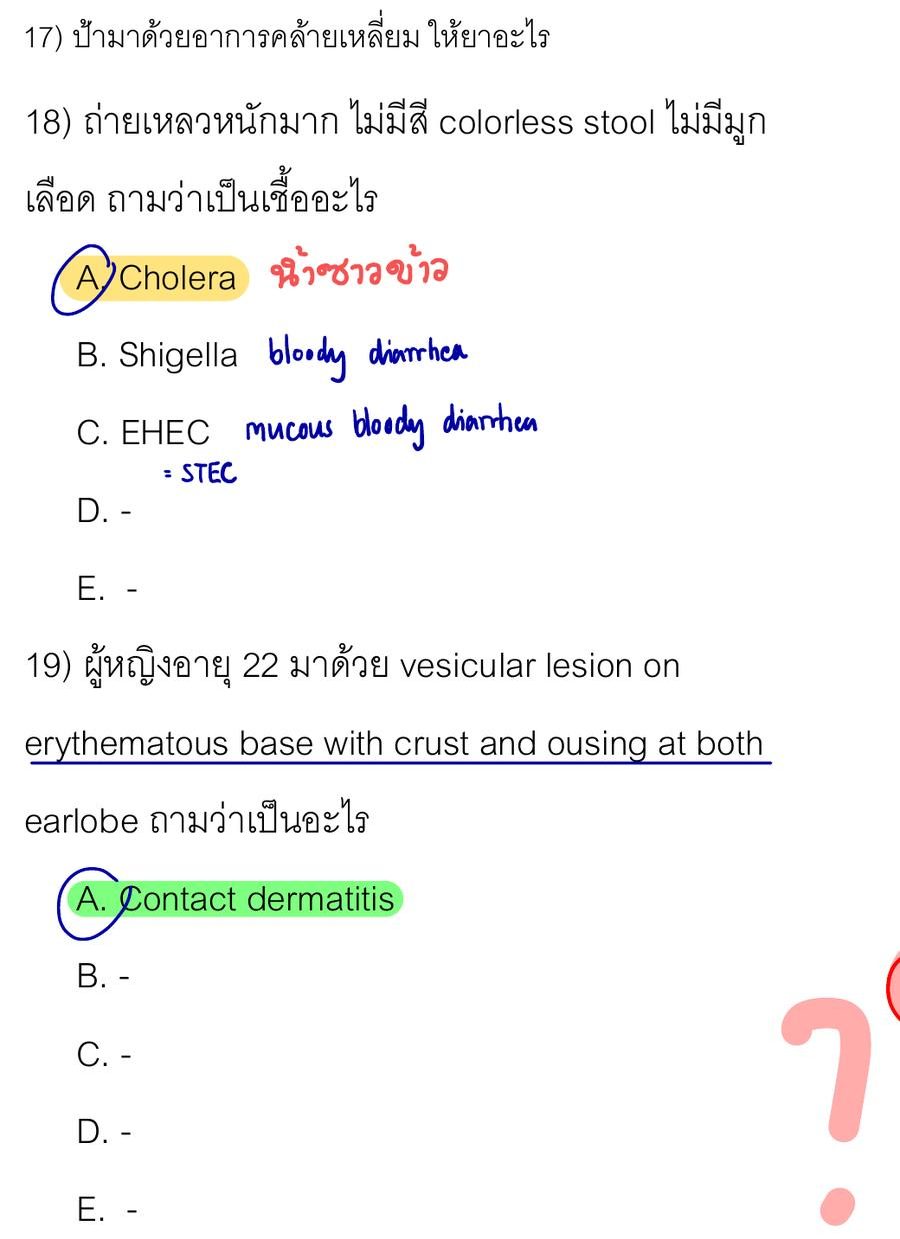 17) ป้ามาด้วยอาการคล้ายเหลี่ยม ให้ยาอะไร
18) ถ่ายเหลวหนักมาก ไม่มีสี colorless stool ไม่มีมูก
เลือด ถามว่าเป็นเชื้ออะไร
A. Cholera น้ำซาวข้าว
B. Shigella bloody diarrhea
C. EHEC mucous bloody diarrhea
= STEC
D. -
E. -
19) ผู้หญิงอายุ 22 มาด้วย vesicular lesion on
erythematous base with crust and ousing at both
earlobe ถามว่าเป็นอะไร
A. Contact dermatitis
B. -
C. -
D. -
E. -
?